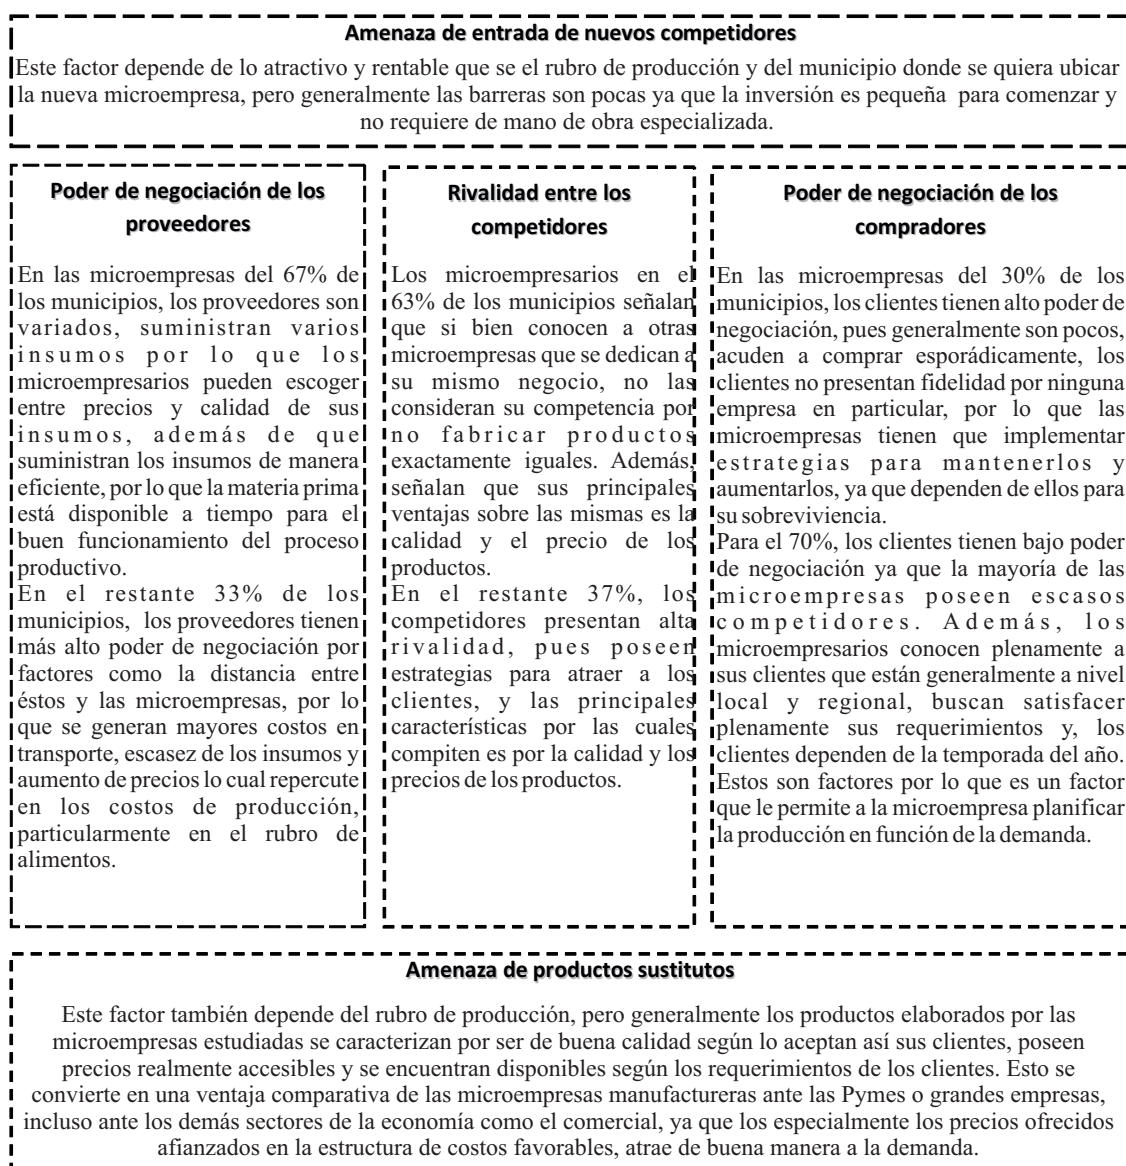 Amenaza de entrada de nuevos competidores
Este factor depende de lo atractivo y rentable que se el rubro de producción y del municipio donde se quiera ubicar
la nueva microempresa, pero generalmente las barreras son pocas ya que la inversión es pequeña para comenzar y
no requiere de mano de obra especializada.
Poder de negociación de los
proveedores
En las microempresas del 67% de
los municipios, los proveedores son
variados, suministran varios
insumos por lo que los
microempresarios pueden escoger
entre precios y calidad de sus
insumos, además de que
suministran los insumos de manera
eficiente, por lo que la materia prima
está disponible a tiempo para el
buen funcionamiento del proceso
productivo.
En el restante 33% de los
municipios, los proveedores tienen
más alto poder de negociación por
factores como la distancia entre
éstos y las microempresas, por lo
que se generan mayores costos en
transporte, escasez de los insumos y
aumento de precios lo cual repercute
en los costos de producción,
particularmente en el rubro de
alimentos.
Rivalidad entre los
competidores
Los microempresarios en el
63% de los municipios señalan
que si bien conocen a otras
microempresas que se dedican a
su mismo negocio, no las
consideran su competencia por
no fabricar productos
exactamente iguales. Además,
señalan que sus principales
ventajas sobre las mismas es la
calidad y el precio de los
productos.
En el restante 37%, los
competidores presentan alta
rivalidad, pues poseen
estrategias para atraer a los
clientes, y las principales
características por las cuales
compiten es por la calidad y los
precios de los productos.
Poder de negociación de los
compradores
En las microempresas del 30% de los
municipios, los clientes tienen alto poder de
negociación, pues generalmente son pocos,
acuden a comprar esporádicamente, los
clientes no presentan fidelidad por ninguna
empresa en particular, por lo que las
microempresas tienen que implementar
estrategias para mantenerlos y
aumentarlos, ya que dependen de ellos para
su sobreviviencia.
Para el 70%, los clientes tienen bajo poder
de negociación ya que la mayoría de las
microempresas poseen escasos
competidores. Además, los
microempresarios conocen plenamente a
sus clientes que están generalmente a nivel
local y regional, buscan satisfacer
plenamente sus requerimientos y, los
clientes dependen de la temporada del año.
Estos son factores por lo que es un factor
que le permite a la microempresa planificar
la producción en función de la demanda.
Amenaza de productos sustitutos
Este factor también depende del rubro de producción, pero generalmente los productos elaborados por las
microempresas estudiadas se caracterizan por ser de buena calidad según lo aceptan así sus clientes, poseen
precios realmente accesibles y se encuentran disponibles según los requerimientos de los clientes. Esto se
convierte en una ventaja comparativa de las microempresas manufactureras ante las Pymes o grandes empresas,
incluso ante los demás sectores de la economía como el comercial, ya que los especialmente los precios ofrecidos
afianzados en la estructura de costos favorables, atrae de buena manera a la demanda.